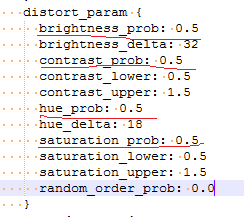 distort_param {
brightness_prob: 0.5
brightness_delta: 32
contrast_prob: 0.5
contrast_lower: 0.5
contrast_upper: 1.5
hue_prob: 0.5
hue_delta: 18
saturation_prob: 0.5
saturation_lower: 0.5
saturation_upper: 1.5
random_order_prob: 0.0
}